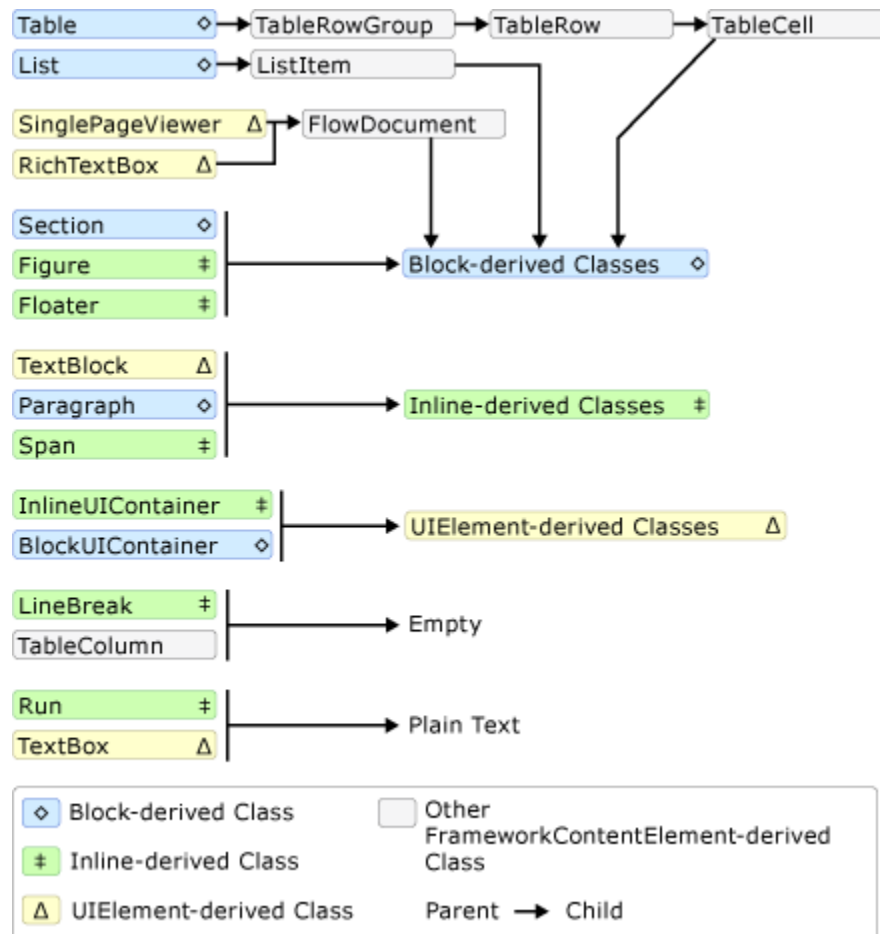 Table ◇ TableRowGroup TableRow TableCell
List ◇ ListItem
SinglePageViewer Δ FlowDocument
RichTextBox Δ
Section ◇
Figure ‡ Block-derived Classes ◇
Floater ‡
TextBlock Δ
Paragraph ◇ Inline-derived Classes ‡
Span ‡
InlineUIContainer ‡
UIElement-derived Classes Δ
BlockUIContainer ◇
LineBreak ‡
Empty
TableColumn
Run ‡
Plain Text
TextBox Δ
◇ Block-derived Class
‡ Inline-derived Class
Δ UIElement-derived Class
Other
FrameworkContentElement-derived
Class
Parent → Child